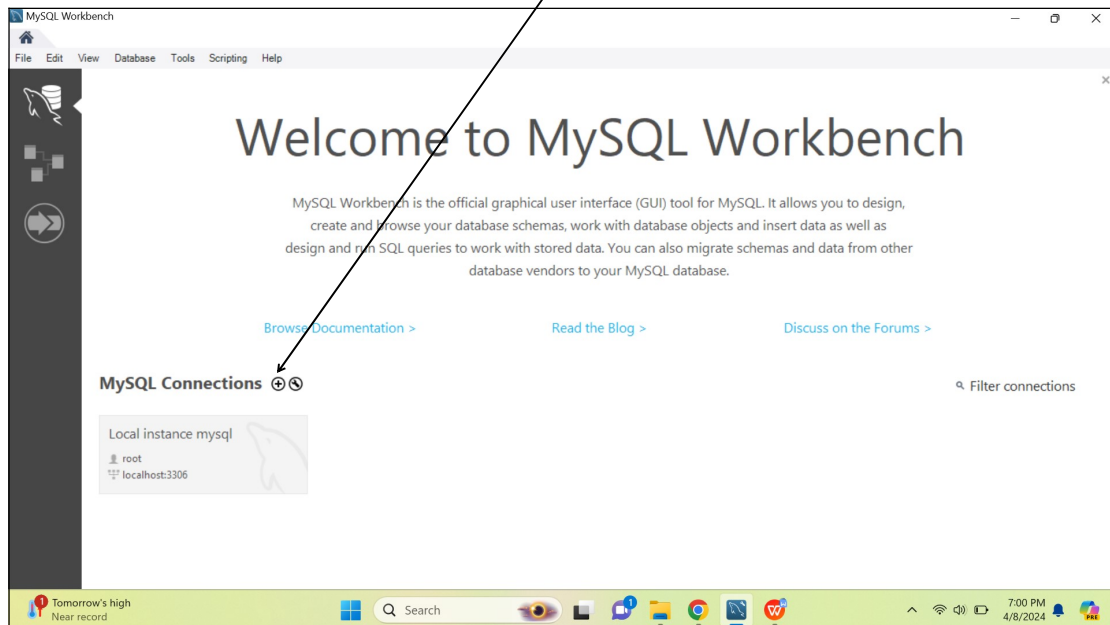 MySQL Workbench
File Edit View Database Tools Scripting Help
Welcome to MySQL Workbench
MySQL Workbench is the official graphical user interface (GUI) tool for MySQL. It allows you to design,
create and browse your database schemas, work with database objects and insert data as well as
design and run SQL queries to work with stored data. You can also migrate schemas and data from other
database vendors to your MySQL database.
Browse Documentation >
Read the Blog >
Discuss on the Forums >
MySQL Connections
Filter connections
Local instance mysql
root
localhost:3306
1
Tomorrow's high
Near record
Search
1
W
7:00 PM
4/8/2024
PRE